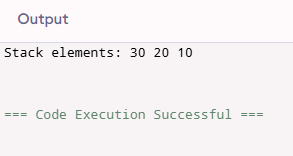 Output
Stack elements: 30 20 10
=== Code Execution Successful ===